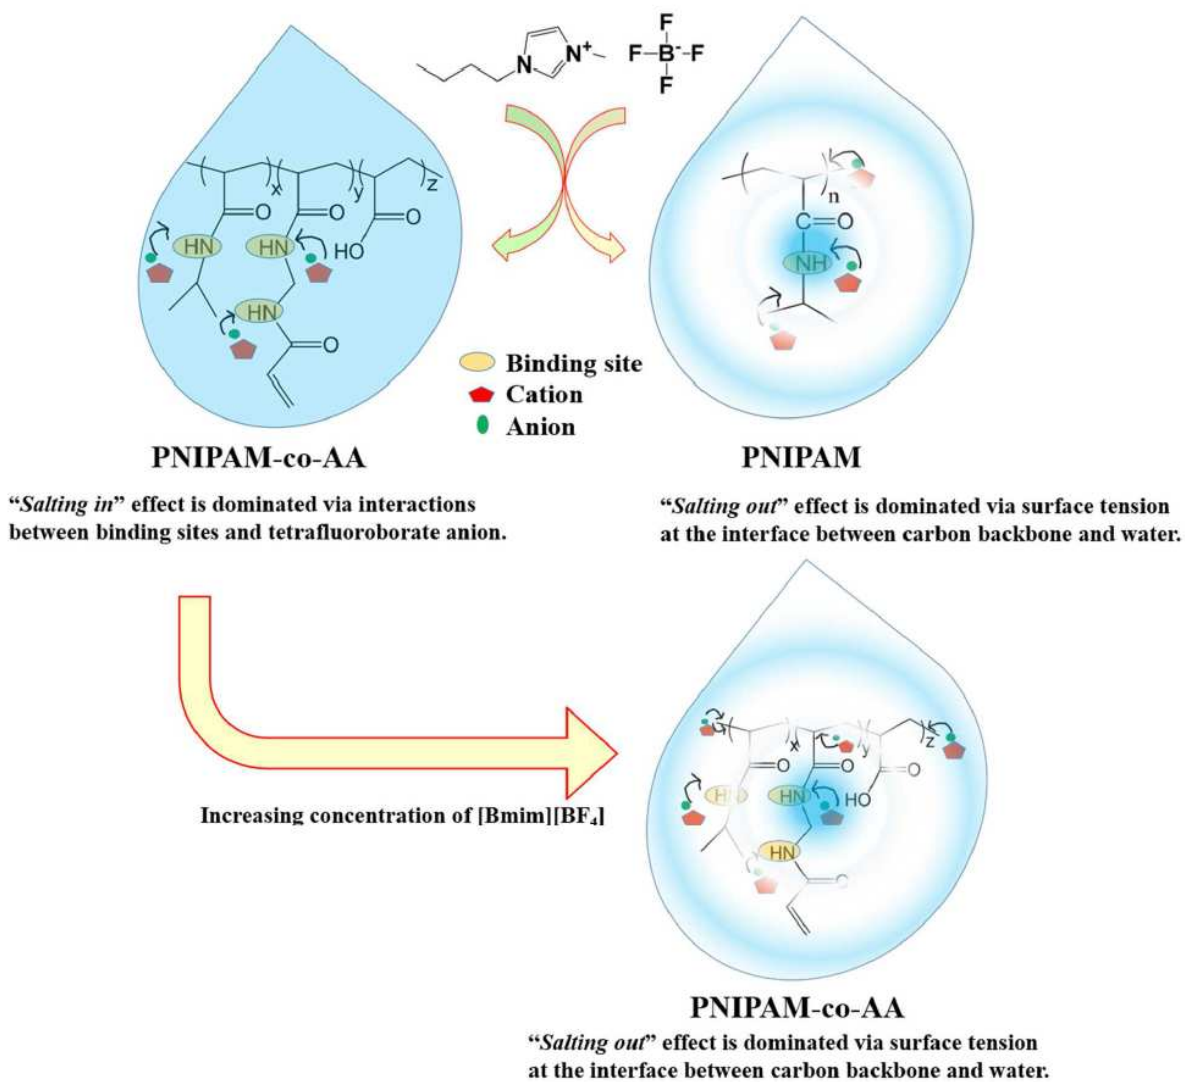 N
N+
F
F—B-—F
F
x
y
z
O
O
O
HN
HN
HO
HN
O
n
C=O
NH
Binding site
Cation
Anion
PNIPAM-co-AA
PNIPAM
“Salting in” effect is dominated via interactions
between binding sites and tetrafluoroborate anion.
“Salting out” effect is dominated via surface tension
at the interface between carbon backbone and water.
Increasing concentration of [Bmim][BF4]
x
y
z
O
O
O
HN
HN
HO
HN
O
PNIPAM-co-AA
“Salting out” effect is dominated via surface tension
at the interface between carbon backbone and water.